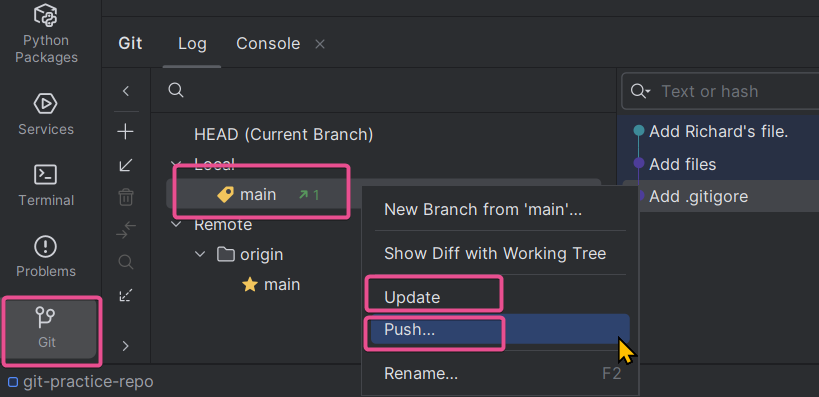 Python
Packages
Services
Terminal
Problems
Git
Git
Log
Console
HEAD (Current Branch)
Local
main
1
Remote
origin
main
Text or hash
Add Richard's file.
Add files
Add .gitigore
New Branch from 'main'...
Show Diff with Working Tree
Update
Push...
Rename...
F2
git-practice-repo